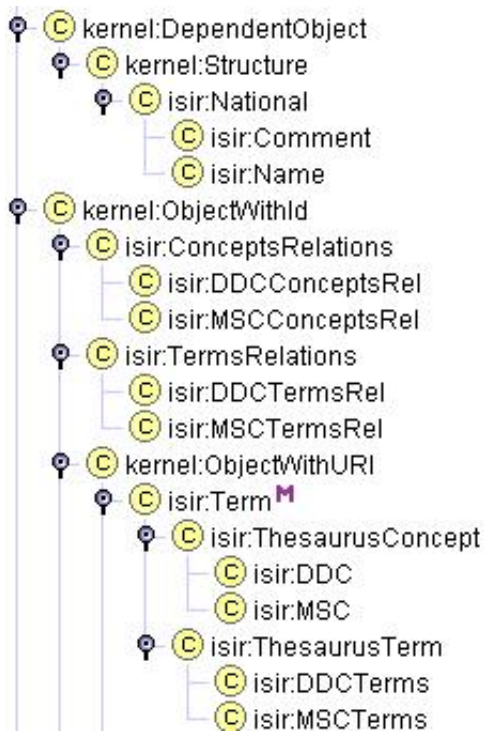 C kernel:DependentObject
C kernel:Structure
C isir:National
C isir:Comment
C isir:Name
C kernel:ObjectWithId
C isir:ConceptsRelations
C isir:DDCConceptsRel
C isir:MSCConceptsRel
C isir:TermsRelations
C isir:DDCTermsRel
C isir:MSCTermsRel
C kernel:ObjectWithURI
C isir:Term M
C isir:ThesaurusConcept
C isir:DDC
C isir:MSC
C isir:ThesaurusTerm
C isir:DDCTerms
C isir:MSCTerms